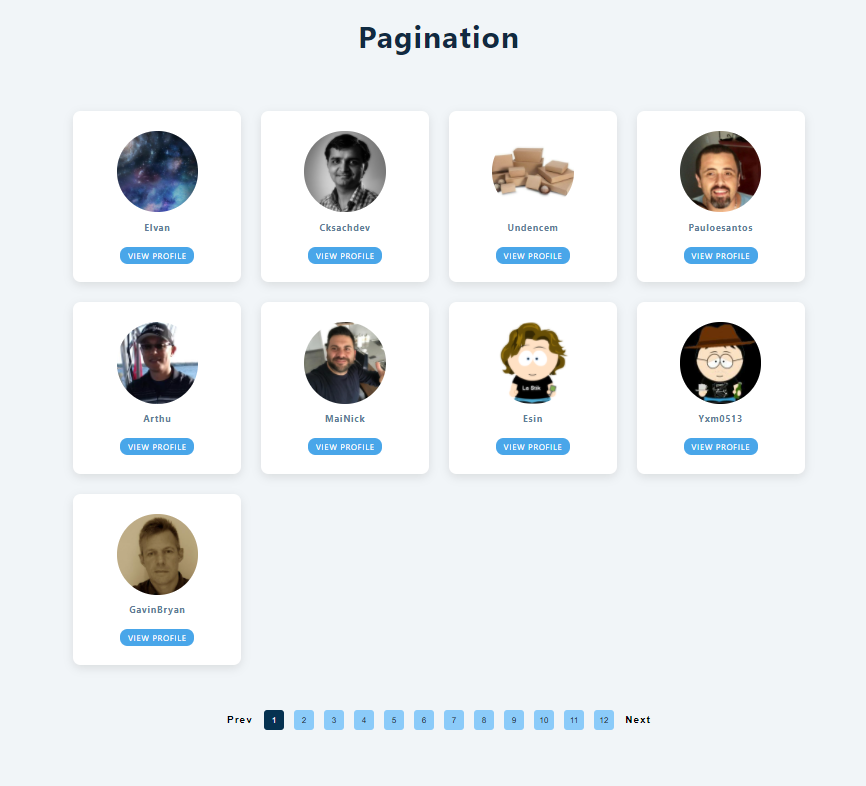 Pagination
Elvan
Cksachdev
Undencem
Pauloesantos
VIEW PROFILE
VIEW PROFILE
VIEW PROFILE
VIEW PROFILE
Arthu
MaiNick
La Bók
Esin
Yxm0513
VIEW PROFILE
VIEW PROFILE
VIEW PROFILE
VIEW PROFILE
GavinBryan
VIEW PROFILE
Prev 1 2 3 4 5 6 7 8 9 10 11 12 Next